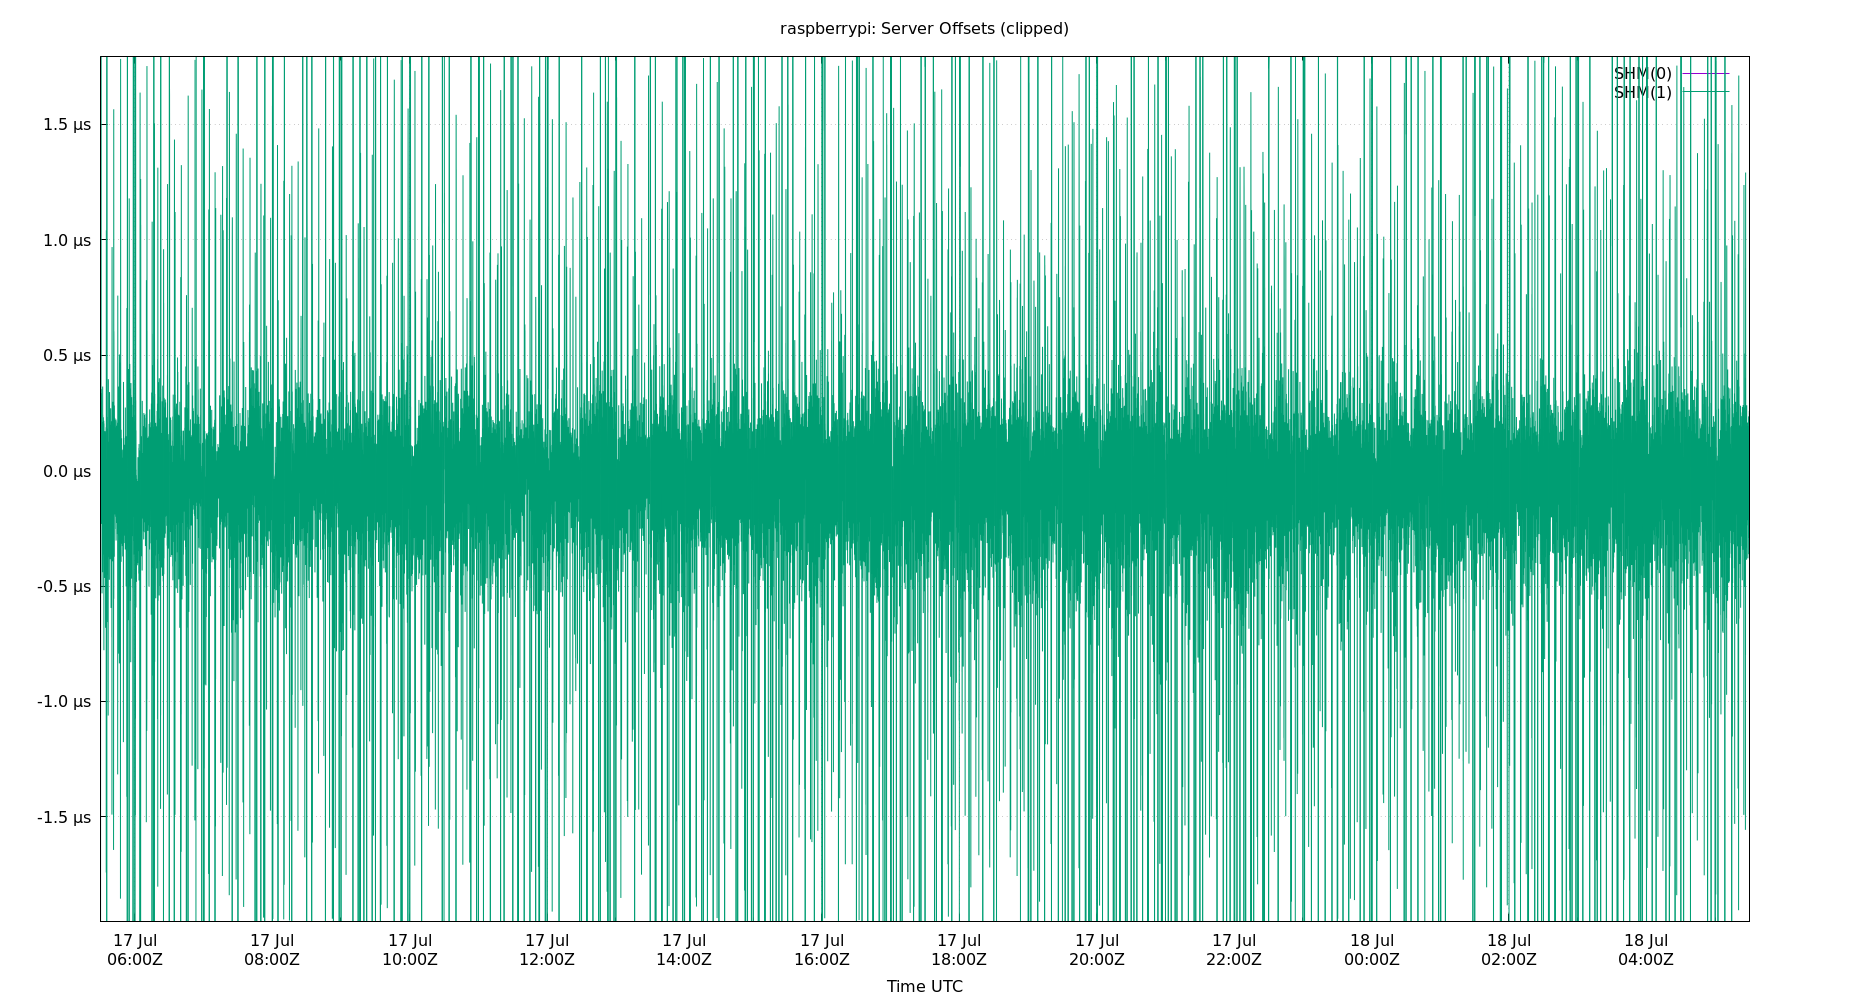 raspberrypi: Server Offsets (clipped)
SHM(0)
SHM(1)
1.5 µs
1.0 µs
0.5 µs
0.0 µs
-0.5 µs
-1.0 µs
-1.5 µs
17 Jul 17 Jul 17 Jul 17 Jul 17 Jul 17 Jul 17 Jul 17 Jul 17 Jul 18 Jul 18 Jul 18 Jul
06:00Z 08:00Z 10:00Z 12:00Z 14:00Z 16:00Z 18:00Z 20:00Z 22:00Z 00:00Z 02:00Z 04:00Z
Time UTC